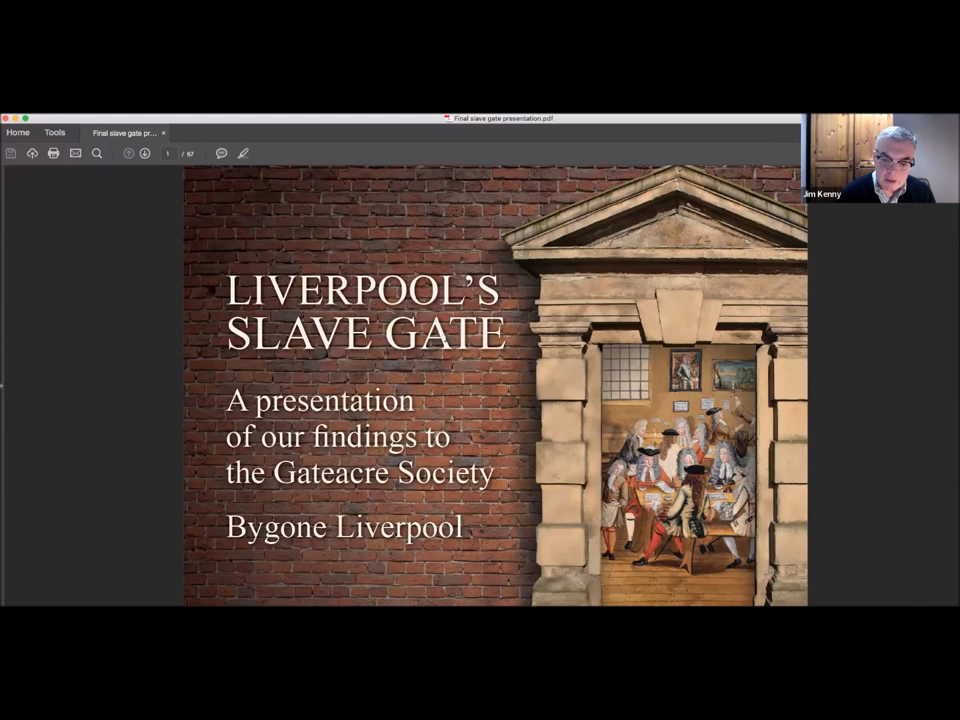 Final slave gate presentation.pdf
Home Tools Final slave gate pr... ×
1 / 67
Jim Kenny
LIVERPOOL'S
SLAVE GATE
A presentation
of our findings to
the Gateacre Society
Bygone Liverpool